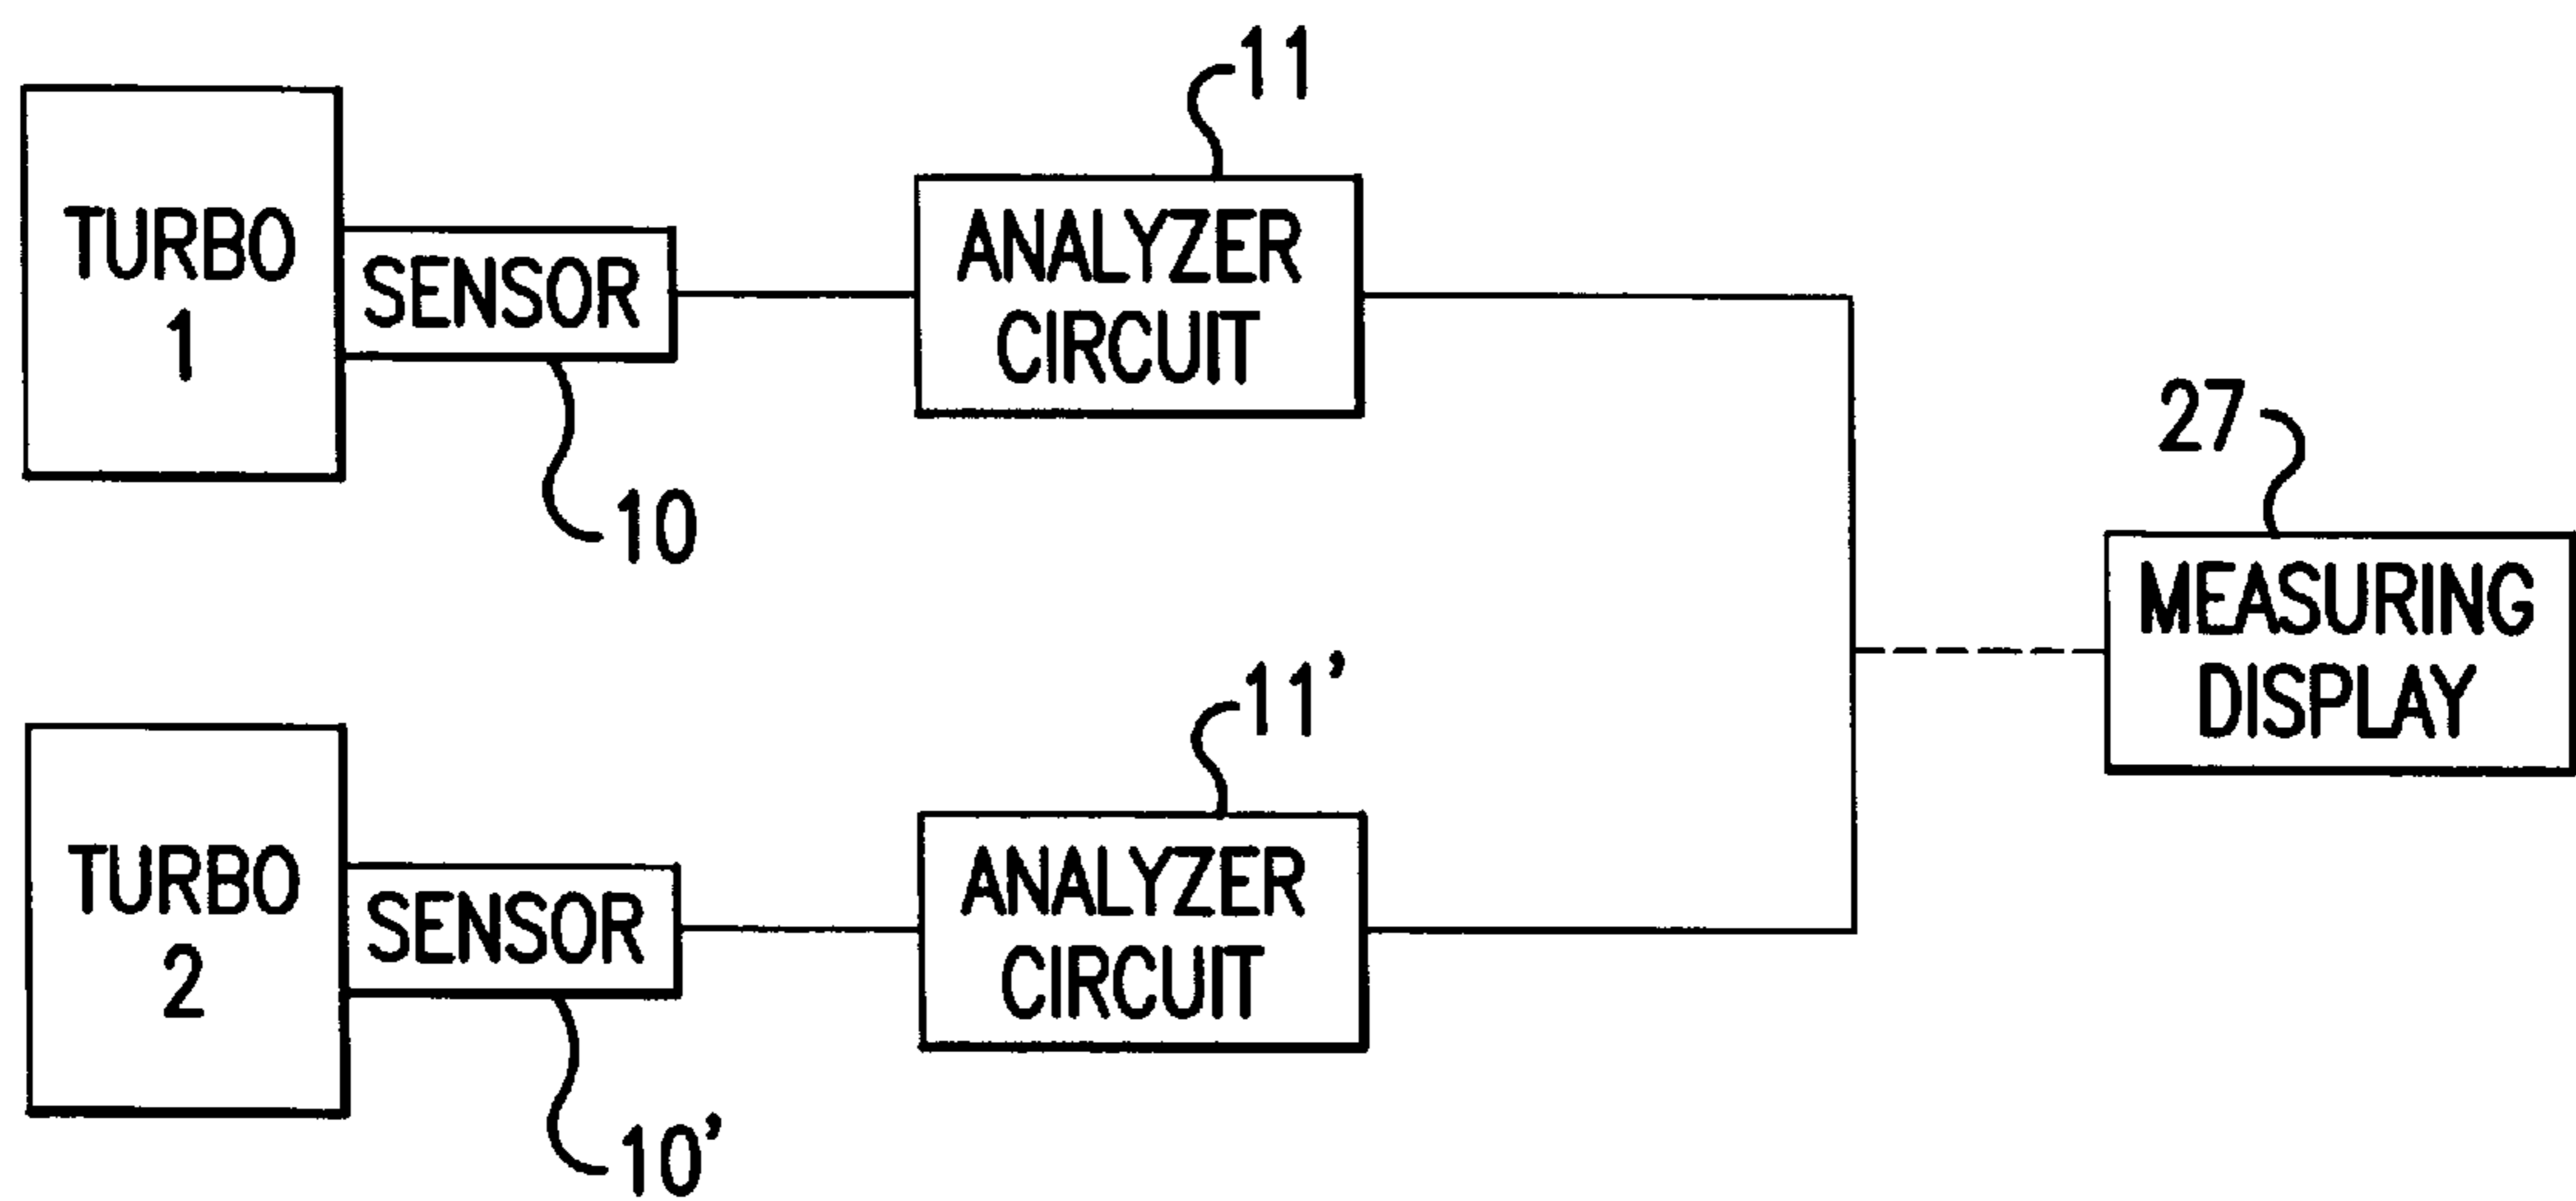 11
TURBO
1
SENSOR
ANALYZER
CIRCUIT
10
27
MEASURING
DISPLAY
11'
TURBO
2
SENSOR
ANALYZER
CIRCUIT
10'